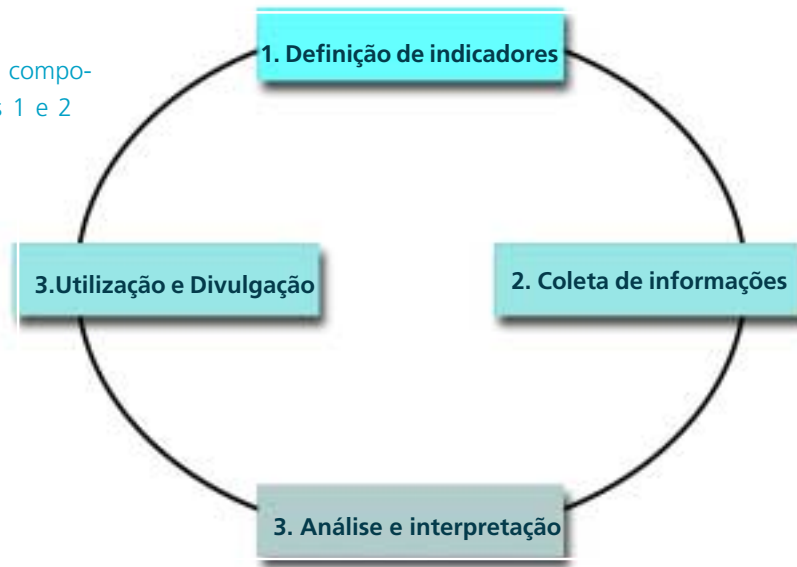 1. Definição de indicadores
compo-
s 1 e 2
3.Utilização e Divulgação
2. Coleta de informações
3. Análise e interpretação